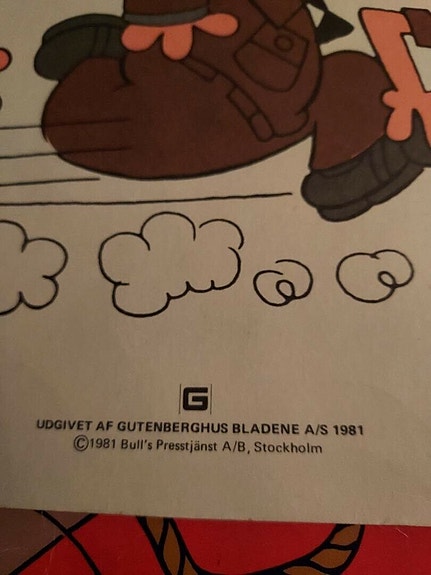 G
UDGIVET AF GUTENBERGHUS BLADENE A/S 1981
©1981 Bull's Presstjänst A/B, Stockholm